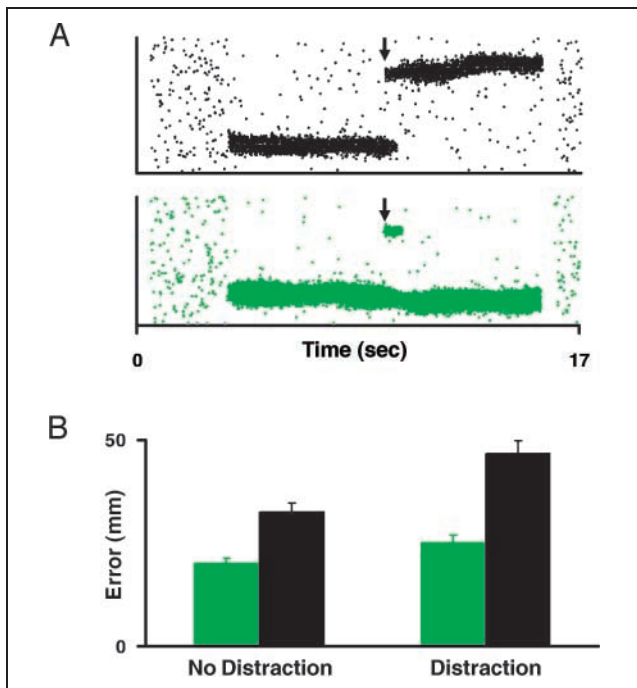 A
0
Time (sec)
17
B
50
Error (mm)
0
No Distraction
Distraction